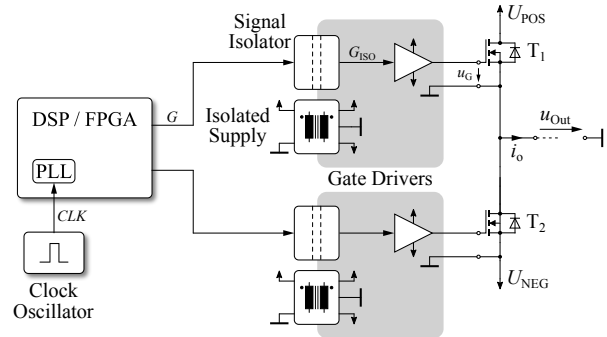 Signal
Isolator
G_ISO
U_POS
T_1
u_G
DSP / FPGA
G
Isolated
Supply
u_Out
i_o
PLL
Gate Drivers
CLK
T_2
Clock
Oscillator
U_NEG